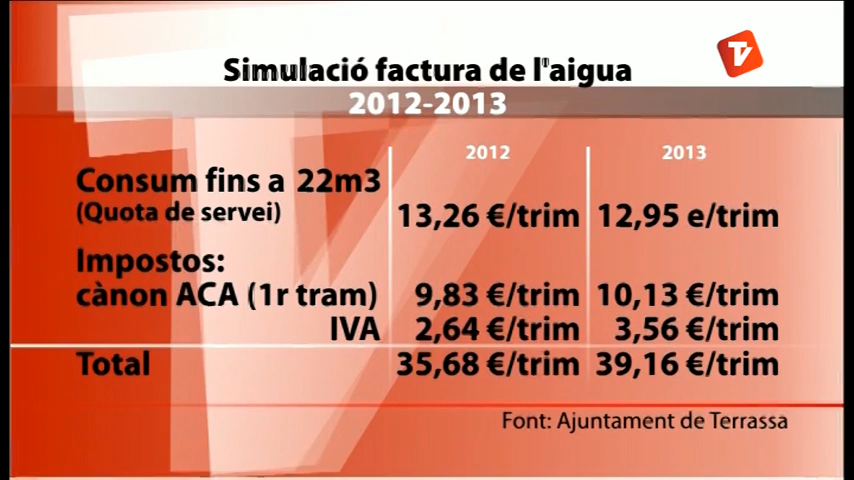 TV
Simulació factura de l'aigua
2012-2013
2012 2013
Consum fins a 22m3
(Quota de servei) 13,26 €/trim 12,95 e/trim
Impostos:
cànon ACA (1r tram) 9,83 €/trim 10,13 €/trim
IVA 2,64 €/trim 3,56 €/trim
Total 35,68 €/trim 39,16 €/trim
Font: Ajuntament de Terrassa